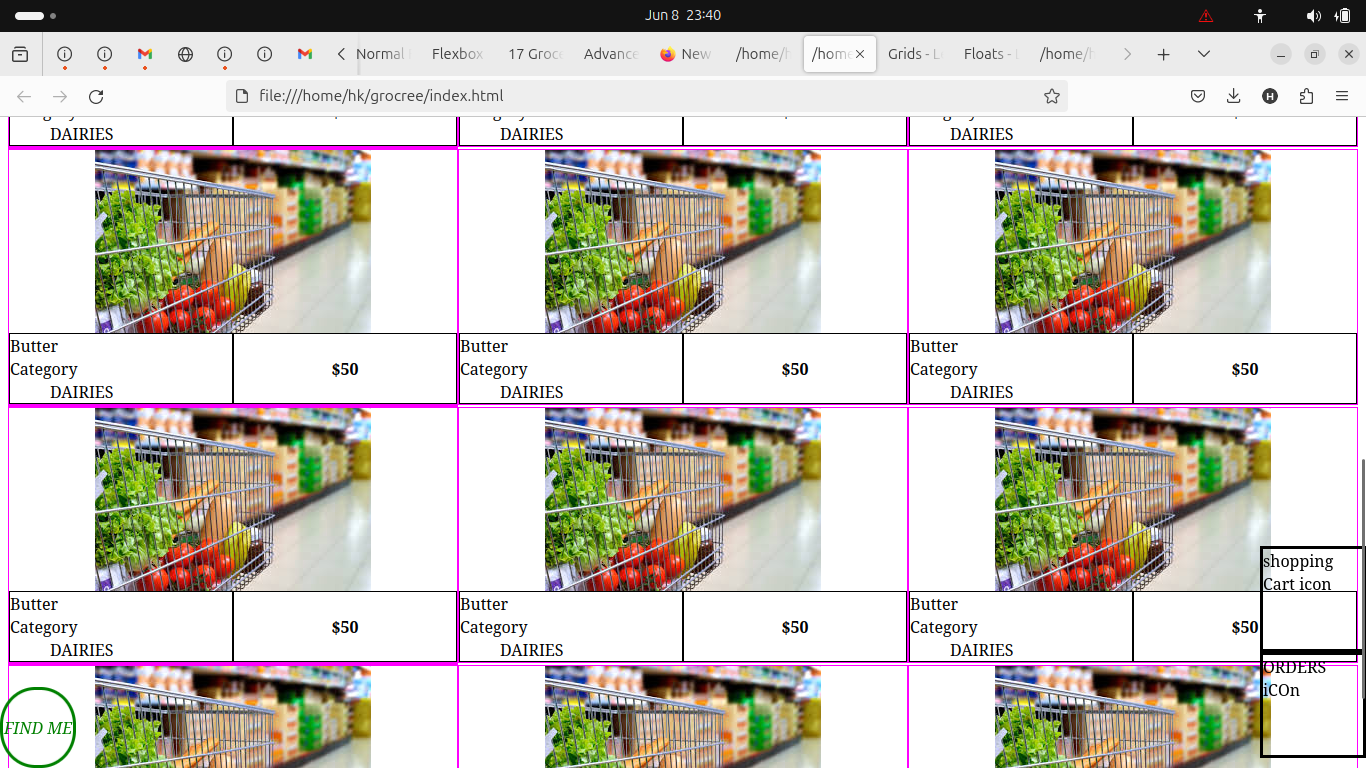 Jun 8 23:40
Normal
Flexbox
17 Groce
Advance
New
/home/h
/home
Grids - L
Floats - L
/home/h
file:///home/hk/grocree/index.html
H
DAIRIES
DAIRIES
DAIRIES
Butter
Category
DAIRIES
$50
Butter
Category
DAIRIES
$50
Butter
Category
DAIRIES
$50
Butter
Category
DAIRIES
$50
Butter
Category
DAIRIES
$50
Butter
Category
DAIRIES
$50
shopping
Cart icon
ORDERS
iCOn
FIND ME